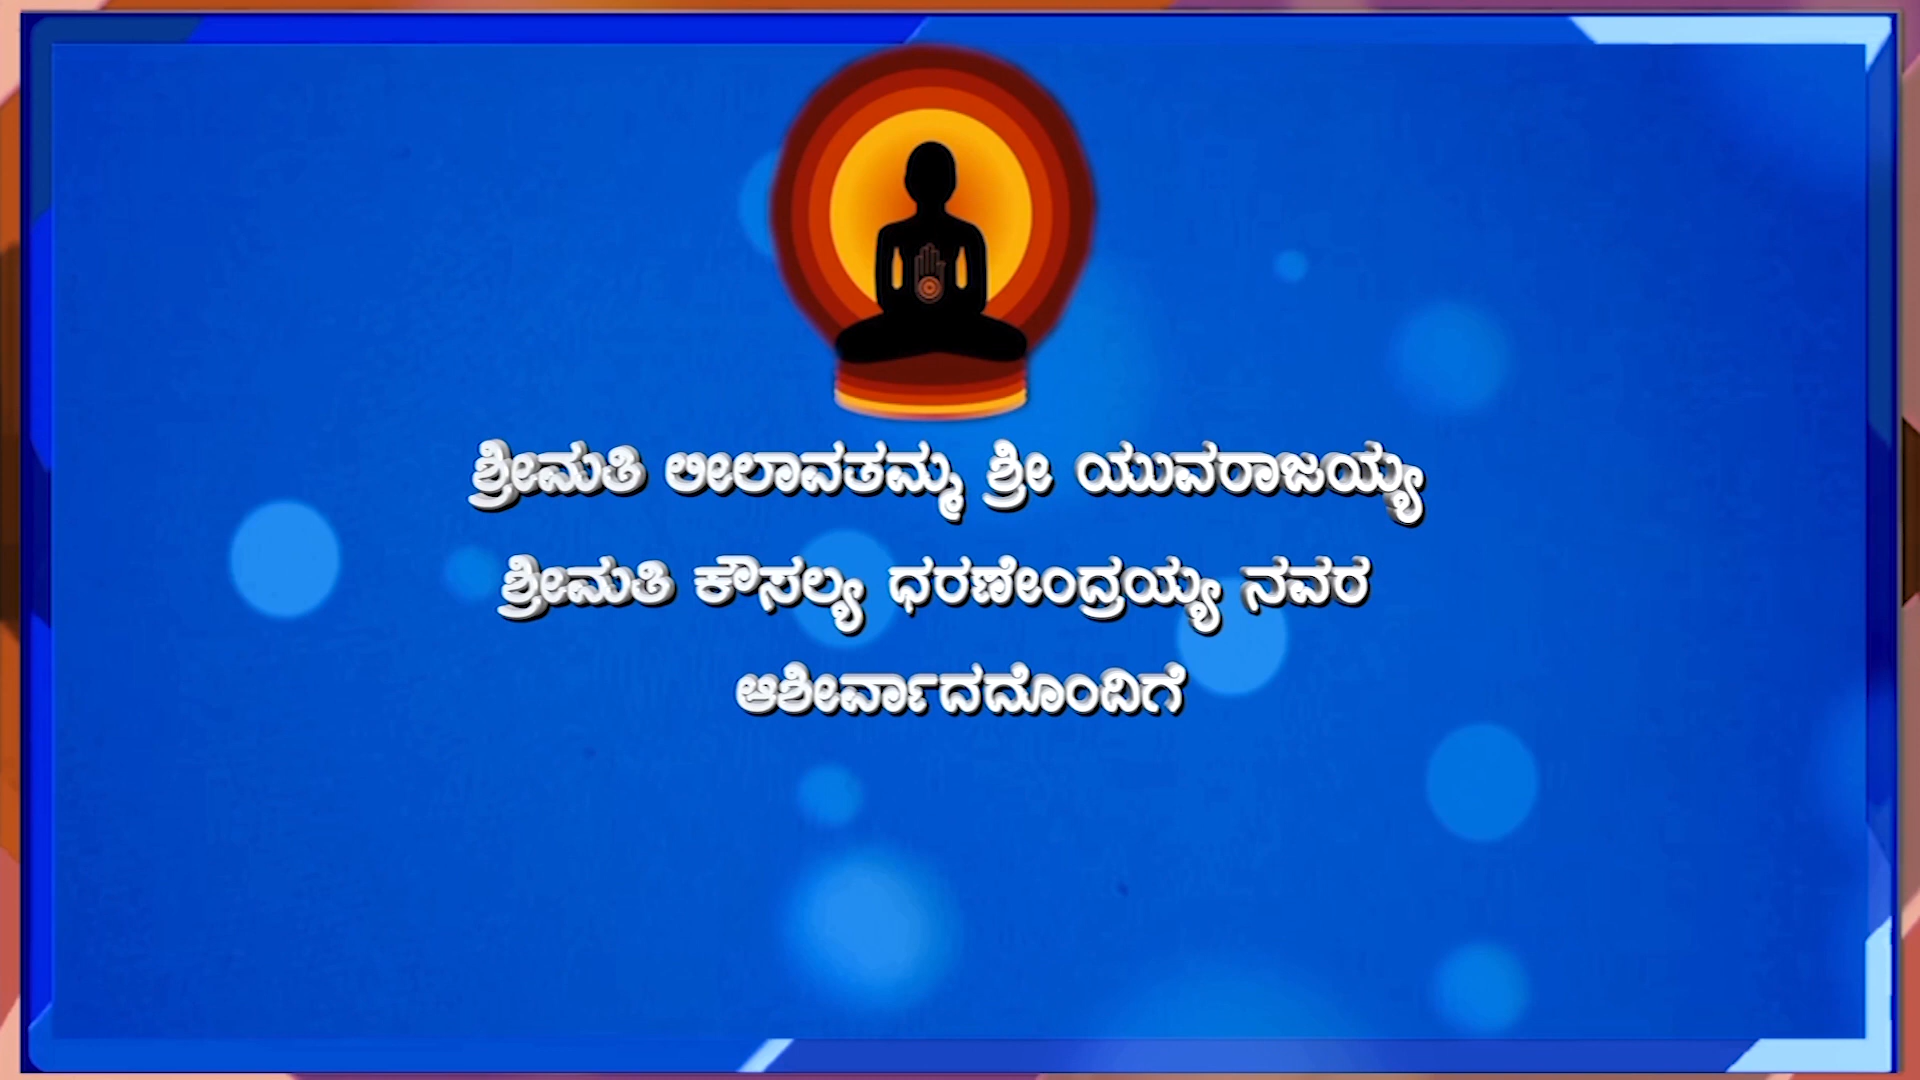 ಶ್ರೀಮತಿ ಲೀಲಾವತಮ್ಮ ಶ್ರೀ ಯುವರಾಜಯ್ಯ
ಶ್ರೀಮತಿ ಕೌಸಲ್ಯ ಧರಣೇಂದ್ರಯ್ಯ ನವರ
ಆಶೀರ್ವಾದದೊಂದಿಗೆ